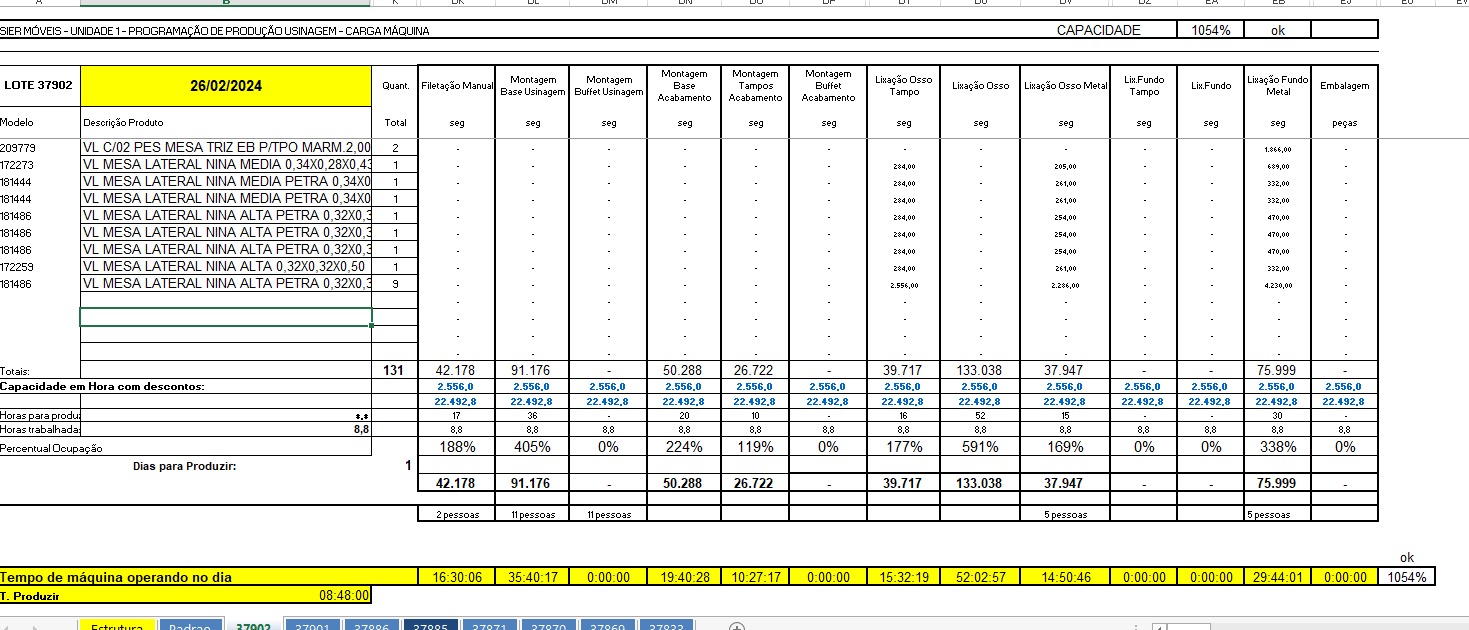 SIER MÓVEIS - UNIDADE 1 - PROGRAMAÇÃO DE PRODUÇÃO USINAGEM - CARGA MÁQUINA CAPACIDADE 1054% ok
LOTE 37902 26/02/2024 Quant. Filetação Manual Montagem Base Usinagem Montagem Buffet Usinagem Montagem Base Acabamento Montagem Tampos Acabamento Montagem Buffet Acabamento Lixação Osso Tampo Lixação Osso Lixação Osso Metal Lix.Fundo Tampo Lix.Fundo Lixação Fundo Metal Embalagem
Modelo Descrição Produto Total seg seg seg seg seg seg seg seg seg seg seg seg peças
209779 VL C/02 PES MESA TRIZ EB P/TPO MARM.2,00 2 - - - - - - - - - - - 1.866,00 -
172273 VL MESA LATERAL NINA MEDIA 0,34X0,28X0,43 1 - - - - - - 284,00 - 205,00 - - 689,00 -
181444 VL MESA LATERAL NINA MEDIA PETRA 0,34X0 1 - - - - - - 284,00 - 261,00 - - 332,00 -
181444 VL MESA LATERAL NINA MEDIA PETRA 0,34X0 1 - - - - - - 284,00 - 261,00 - - 332,00 -
181486 VL MESA LATERAL NINA ALTA PETRA 0,32X0,3 1 - - - - - - 284,00 - 254,00 - - 470,00 -
181486 VL MESA LATERAL NINA ALTA PETRA 0,32X0,3 1 - - - - - - 284,00 - 254,00 - - 470,00 -
181486 VL MESA LATERAL NINA ALTA PETRA 0,32X0,3 1 - - - - - - 284,00 - 254,00 - - 470,00 -
172259 VL MESA LATERAL NINA ALTA 0,32X0,32X0,50 1 - - - - - - 284,00 - 261,00 - - 332,00 -
181486 VL MESA LATERAL NINA ALTA PETRA 0,32X0,3 9 - - - - - - 2.556,00 - 2.286,00 - - 4.230,00 -
- - - - - - - - - - - - -
- - - - - - - - - - - - -
- - - - - - - - - - - - -
- - - - - - - - - - - - -
Totais: 131 42.178 91.176 - 50.288 26.722 - 39.717 133.038 37.947 - - 75.999 -
Capacidade em Hora com descontos: 2.556,0 2.556,0 2.556,0 2.556,0 2.556,0 2.556,0 2.556,0 2.556,0 2.556,0 2.556,0 2.556,0 2.556,0 2.556,0
22.492,8 22.492,8 22.492,8 22.492,8 22.492,8 22.492,8 22.492,8 22.492,8 22.492,8 22.492,8 22.492,8 22.492,8 22.492,8
Horas para produz *,* 17 36 - 20 10 - 16 52 15 - - 30 -
Horas trabalhadas 8,8 8,8 8,8 8,8 8,8 8,8 8,8 8,8 8,8 8,8 8,8 8,8 8,8 8,8
Percentual Ocupação 188% 405% 0% 224% 119% 0% 177% 591% 169% 0% 0% 338% 0%
Dias para Produzir: 1
42.178 91.176 - 50.288 26.722 - 39.717 133.038 37.947 - - 75.999 -
2 pessoas 11 pessoas 11 pessoas 5 pessoas 5 pessoas
ok
Tempo de máquina operando no dia 16:30:06 35:40:17 0:00:00 19:40:28 10:27:17 0:00:00 15:32:19 52:02:57 14:50:46 0:00:00 0:00:00 29:44:01 0:00:00 1054%
T. Produzir 08:48:00
Estrutura Padrao 37902 37901 37886 37885 37871 37870 37869 37833